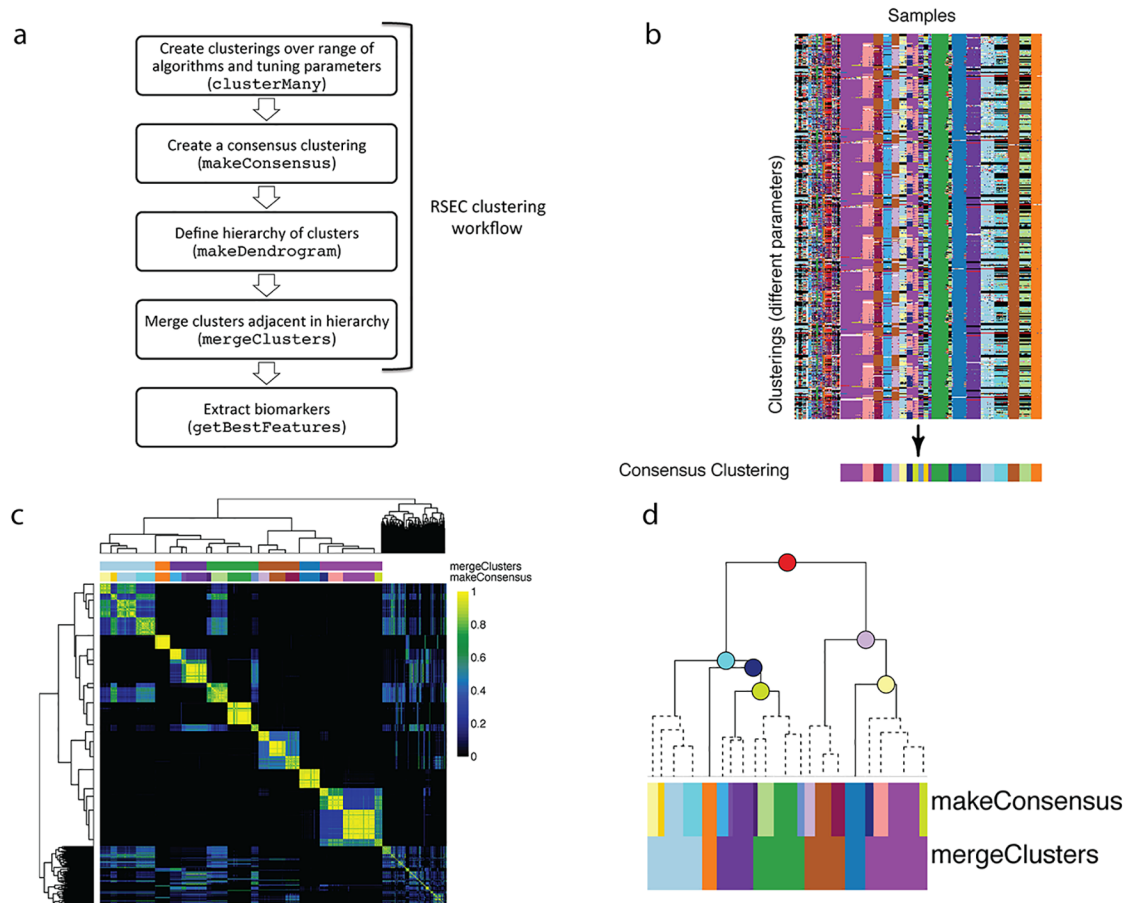 a
Create clusterings over range of
algorithms and tuning parameters
(clusterMany)
Create a consensus clustering
(makeConsensus)
Define hierarchy of clusters
(makeDendrogram)
Merge clusters adjacent in hierarchy
(mergeClusters)
Extract biomarkers
(getBestFeatures)
RSEC clustering
workflow
b
Samples
Clusterings (different parameters)
Consensus Clustering
c
mergeClusters
makeConsensus
1
0.8
0.6
0.4
0.2
0
d
makeConsensus
mergeClusters